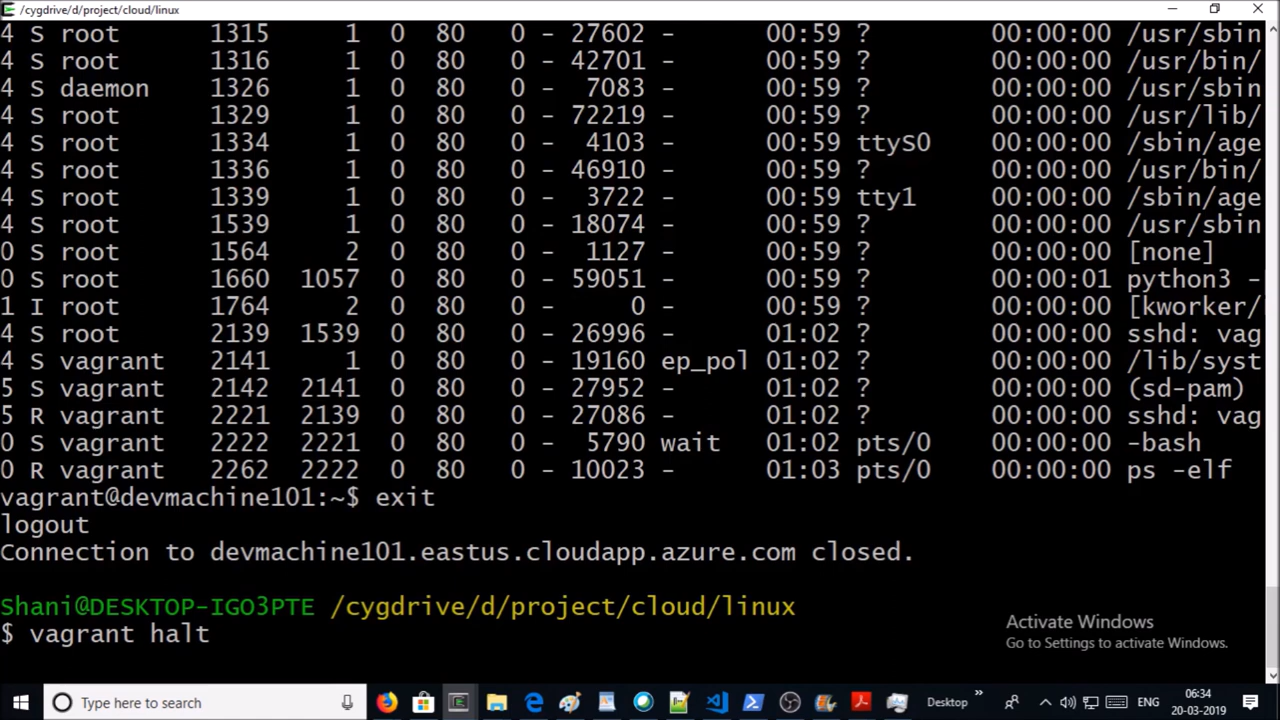 /cygdrive/d/project/cloud/linux
4 S root 1315 1 0 80 0 - 27602 - 00:59 ? 00:00:00 /usr/sbin
4 S root 1316 1 0 80 0 - 42701 - 00:59 ? 00:00:00 /usr/bin/
4 S daemon 1326 1 0 80 0 - 7083 - 00:59 ? 00:00:00 /usr/sbin
4 S root 1329 1 0 80 0 - 72219 - 00:59 ? 00:00:00 /usr/lib/
4 S root 1334 1 0 80 0 - 4103 - 00:59 ttyS0 00:00:00 /sbin/age
4 S root 1336 1 0 80 0 - 46910 - 00:59 ? 00:00:00 /usr/bin/
4 S root 1339 1 0 80 0 - 3722 - 00:59 tty1 00:00:00 /sbin/age
4 S root 1539 1 0 80 0 - 18074 - 00:59 ? 00:00:00 /usr/sbin
0 S root 1564 2 0 80 0 - 1127 - 00:59 ? 00:00:00 [none]
0 S root 1660 1057 0 80 0 - 59051 - 00:59 ? 00:00:01 python3 -
1 I root 1764 2 0 80 0 - 0 - 00:59 ? 00:00:00 [kworker/
4 S root 2139 1539 0 80 0 - 26996 - 01:02 ? 00:00:00 sshd: vag
4 S vagrant 2141 1 0 80 0 - 19160 ep_pol 01:02 ? 00:00:00 /lib/syst
5 S vagrant 2142 2141 0 80 0 - 27952 - 01:02 ? 00:00:00 (sd-pam)
5 R vagrant 2221 2139 0 80 0 - 27086 - 01:02 ? 00:00:00 sshd: vag
0 S vagrant 2222 2221 0 80 0 - 5790 wait 01:02 pts/0 00:00:00 -bash
0 R vagrant 2262 2222 0 80 0 - 10023 - 01:03 pts/0 00:00:00 ps -elf
vagrant@devmachine101:~$ exit
logout
Connection to devmachine101.eastus.cloudapp.azure.com closed.
Shani@DESKTOP-IGO3PTE /cygdrive/d/project/cloud/linux
$ vagrant halt
Activate Windows
Go to Settings to activate Windows.
Type here to search
Desktop
ENG
06:34
20-03-2019